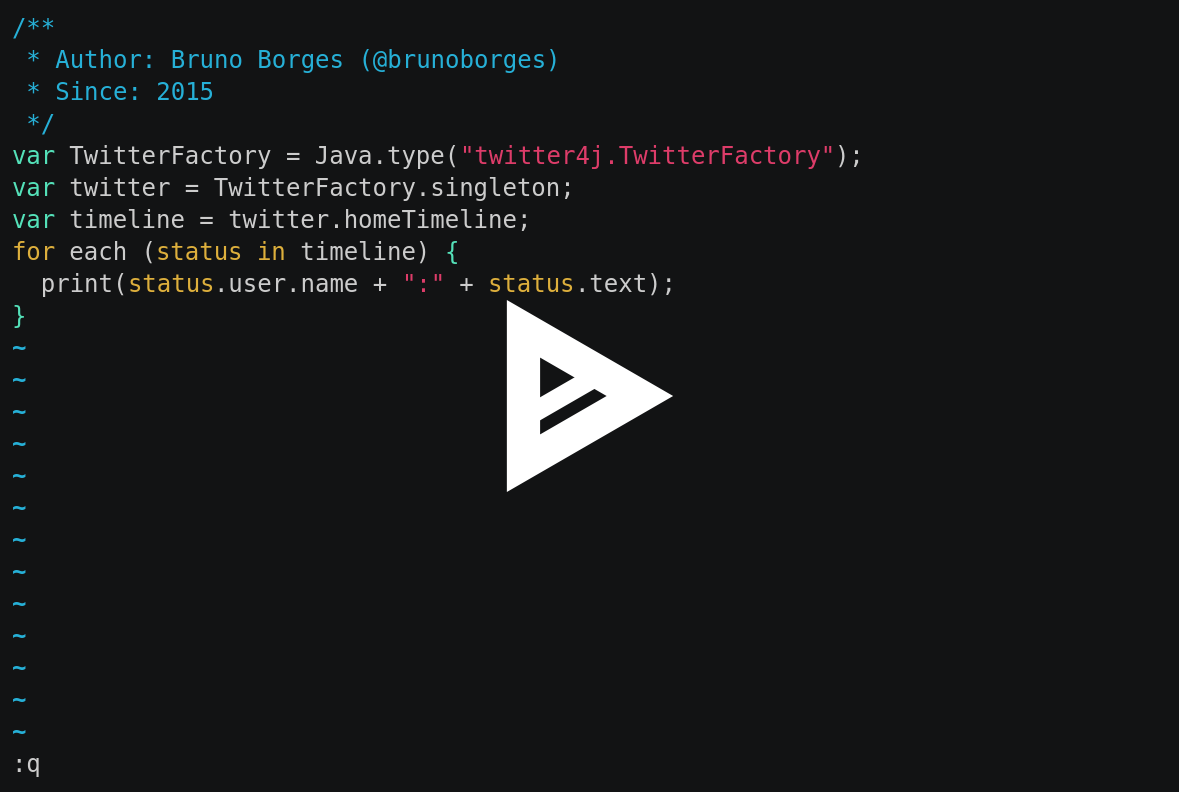 /**
 * Author: Bruno Borges (@brunoborges)
 * Since: 2015
 */
var TwitterFactory = Java.type("twitter4j.TwitterFactory");
var twitter = TwitterFactory.singleton;
var timeline = twitter.homeTimeline;
for each (status in timeline) {
  print(status.user.name + ":" + status.text);
}
~
~
~
~
~
~
~
~
~
~
~
~
~
:q